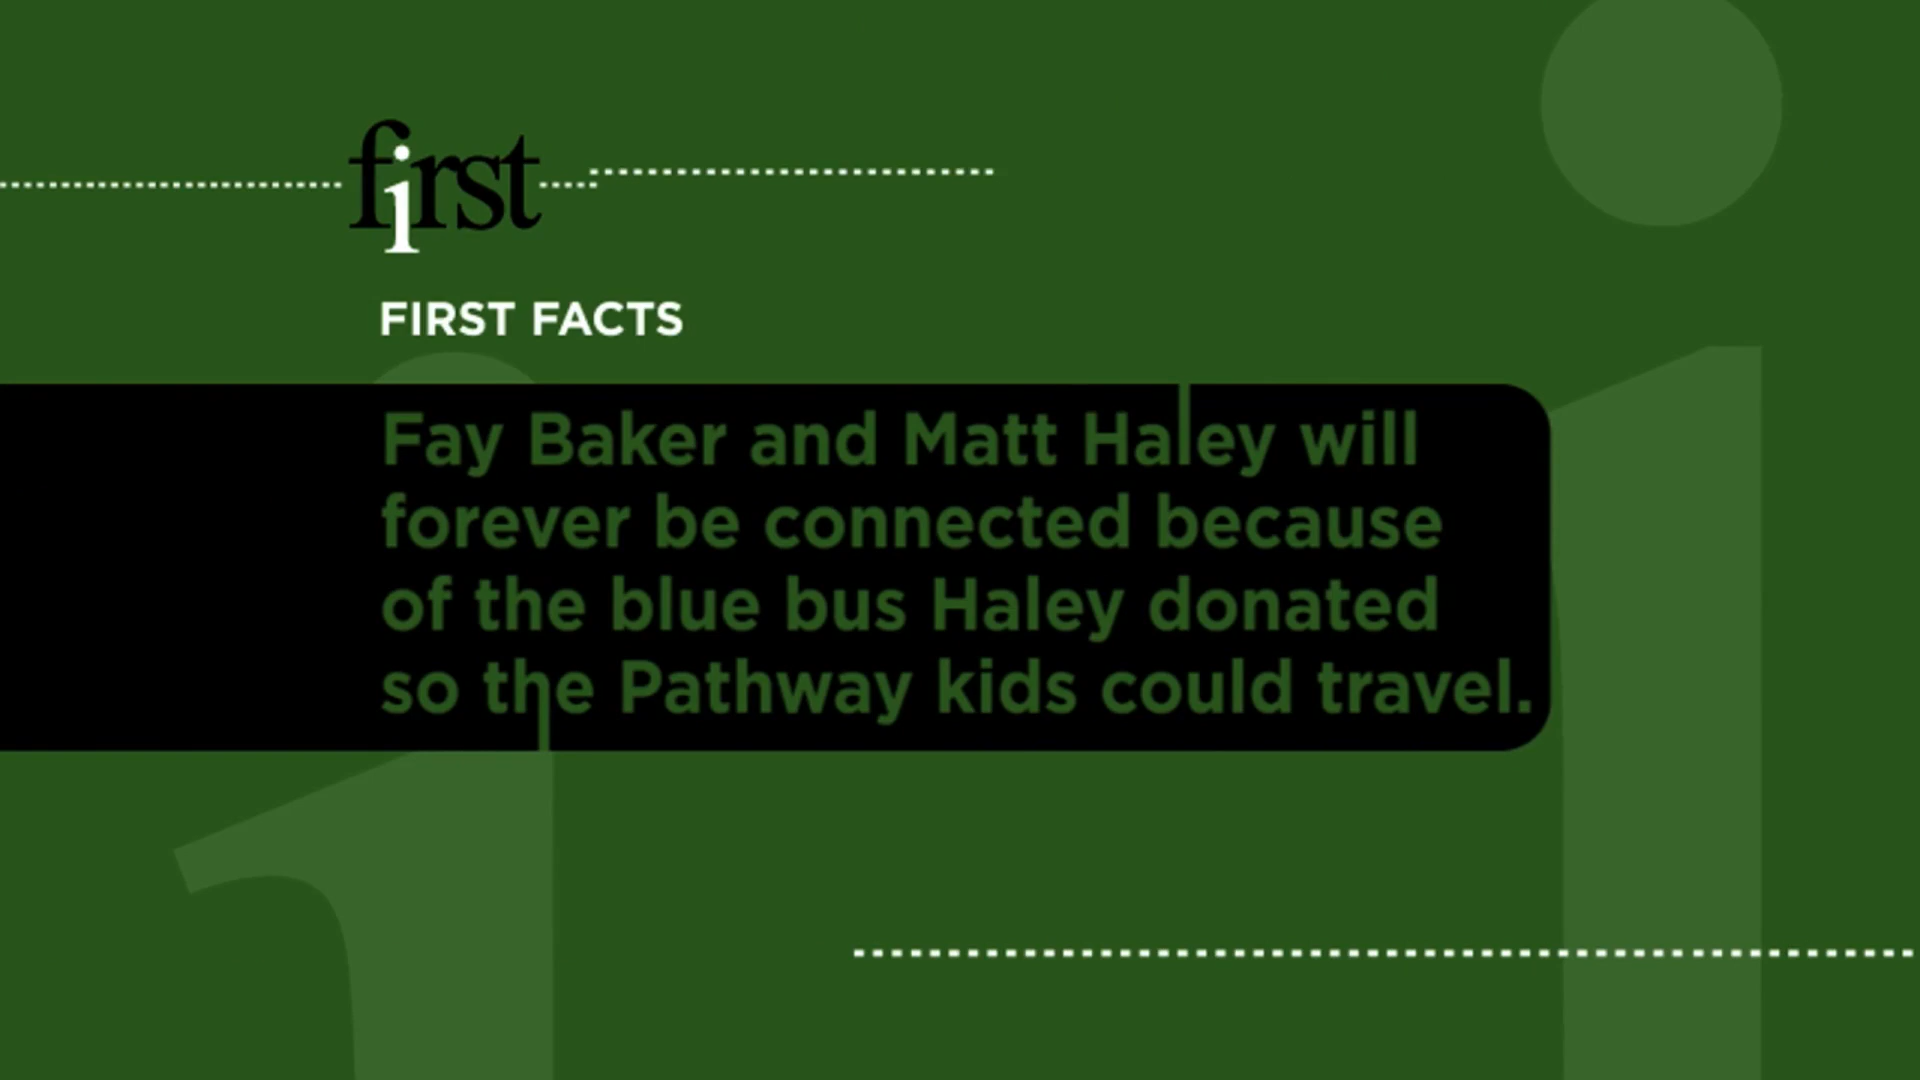 first
FIRST FACTS
Fay Baker and Matt Haley will
forever be connected because
of the blue bus Haley donated
so the Pathway kids could travel.